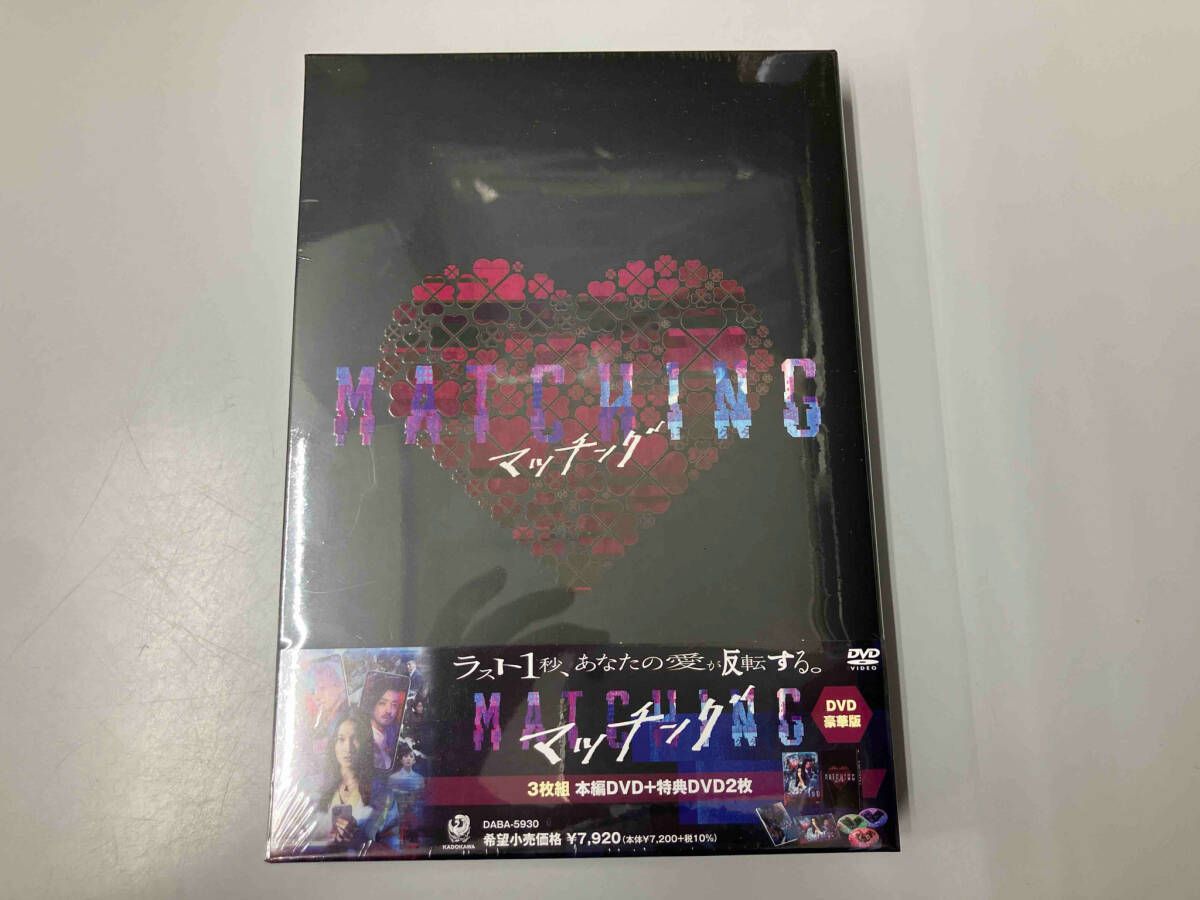 MATCHING
マッチング
ラスト1秒、あなたの愛が反転する。
DVD
VIDEO
MATCHING
マッチング
DVD
豪華版
3枚組 本編DVD+特典DVD2枚
MATCHING
KADOKAWA
DABA-5930
希望小売価格 ¥7,920(本体¥7,200+税10%)